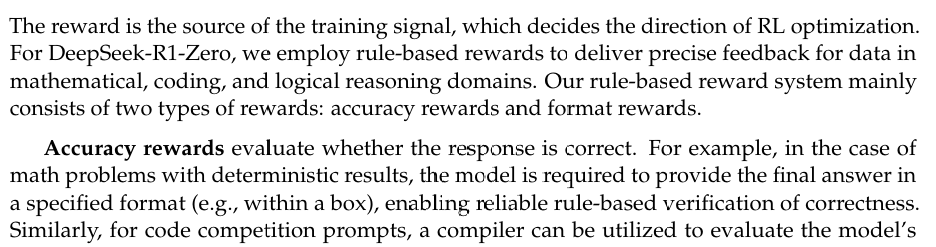 The reward is the source of the training signal, which decides the direction of RL optimization.
For DeepSeek-R1-Zero, we employ rule-based rewards to deliver precise feedback for data in
mathematical, coding, and logical reasoning domains. Our rule-based reward system mainly
consists of two types of rewards: accuracy rewards and format rewards.
Accuracy rewards evaluate whether the response is correct. For example, in the case of
math problems with deterministic results, the model is required to provide the final answer in
a specified format (e.g., within a box), enabling reliable rule-based verification of correctness.
Similarly, for code competition prompts, a compiler can be utilized to evaluate the model's